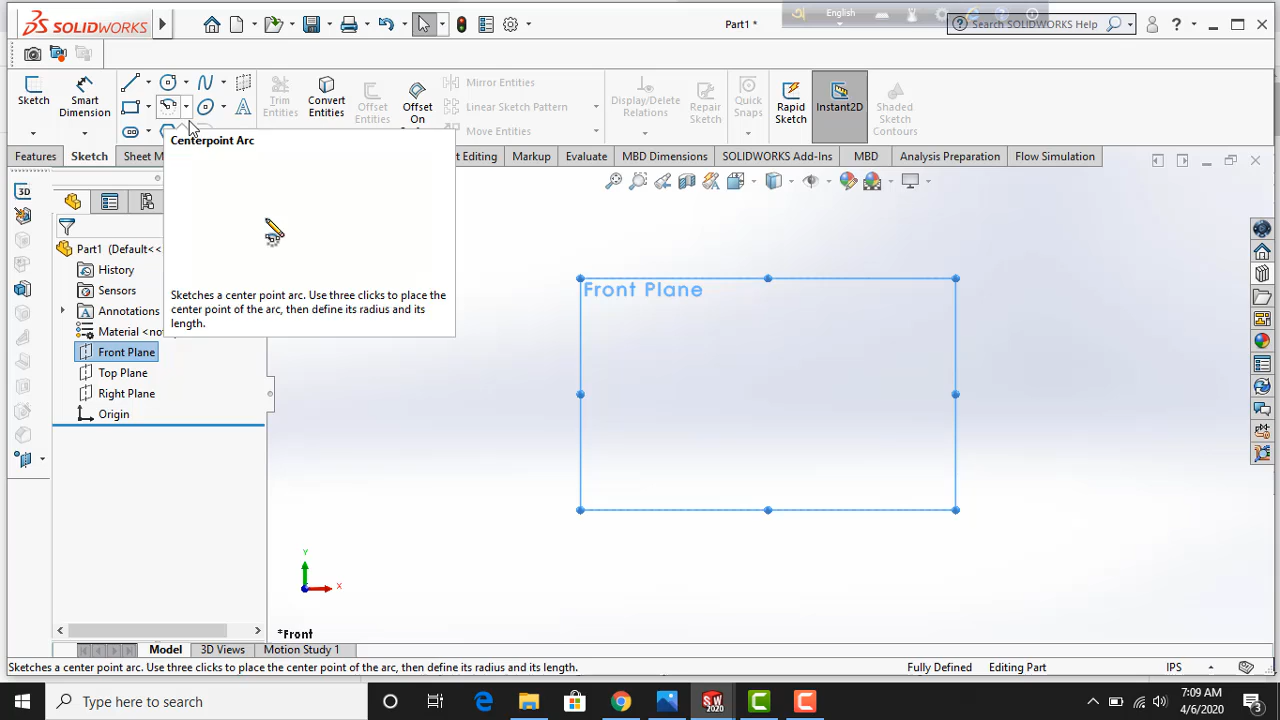 SOLIDWORKS
Part1 *
English
Search SOLIDWORKS
Sketch
Smart
Dimension
Trim
Entities
Convert
Entities
Offset
Entities
Offset
On
Mirror Entities
Linear Sketch Pattern
Move Entities
Display/Delete
Relations
Repair
Sketch
Quick
Snaps
Rapid
Sketch
Instant2D
Shaded
Sketch
Contours
Features
Sketch
Sheet M
t Editing
Markup
Evaluate
MBD Dimensions
SOLIDWORKS Add-Ins
MBD
Analysis Preparation
Flow Simulation
Centerpoint Arc
Sketches a center point arc. Use three clicks to place the
center point of the arc, then define its radius and its
length.
3D
Part1 (Default<<
History
Sensors
Annotations
Material <no
Front Plane
Top Plane
Right Plane
Origin
Front Plane
Y
X
*Front
Model
3D Views
Motion Study 1
Sketches a center point arc. Use three clicks to place the center point of the arc, then define its radius and its length.
Fully Defined
Editing Part
IPS
Type here to search
SW
2020
7:09 AM
4/6/2020
3